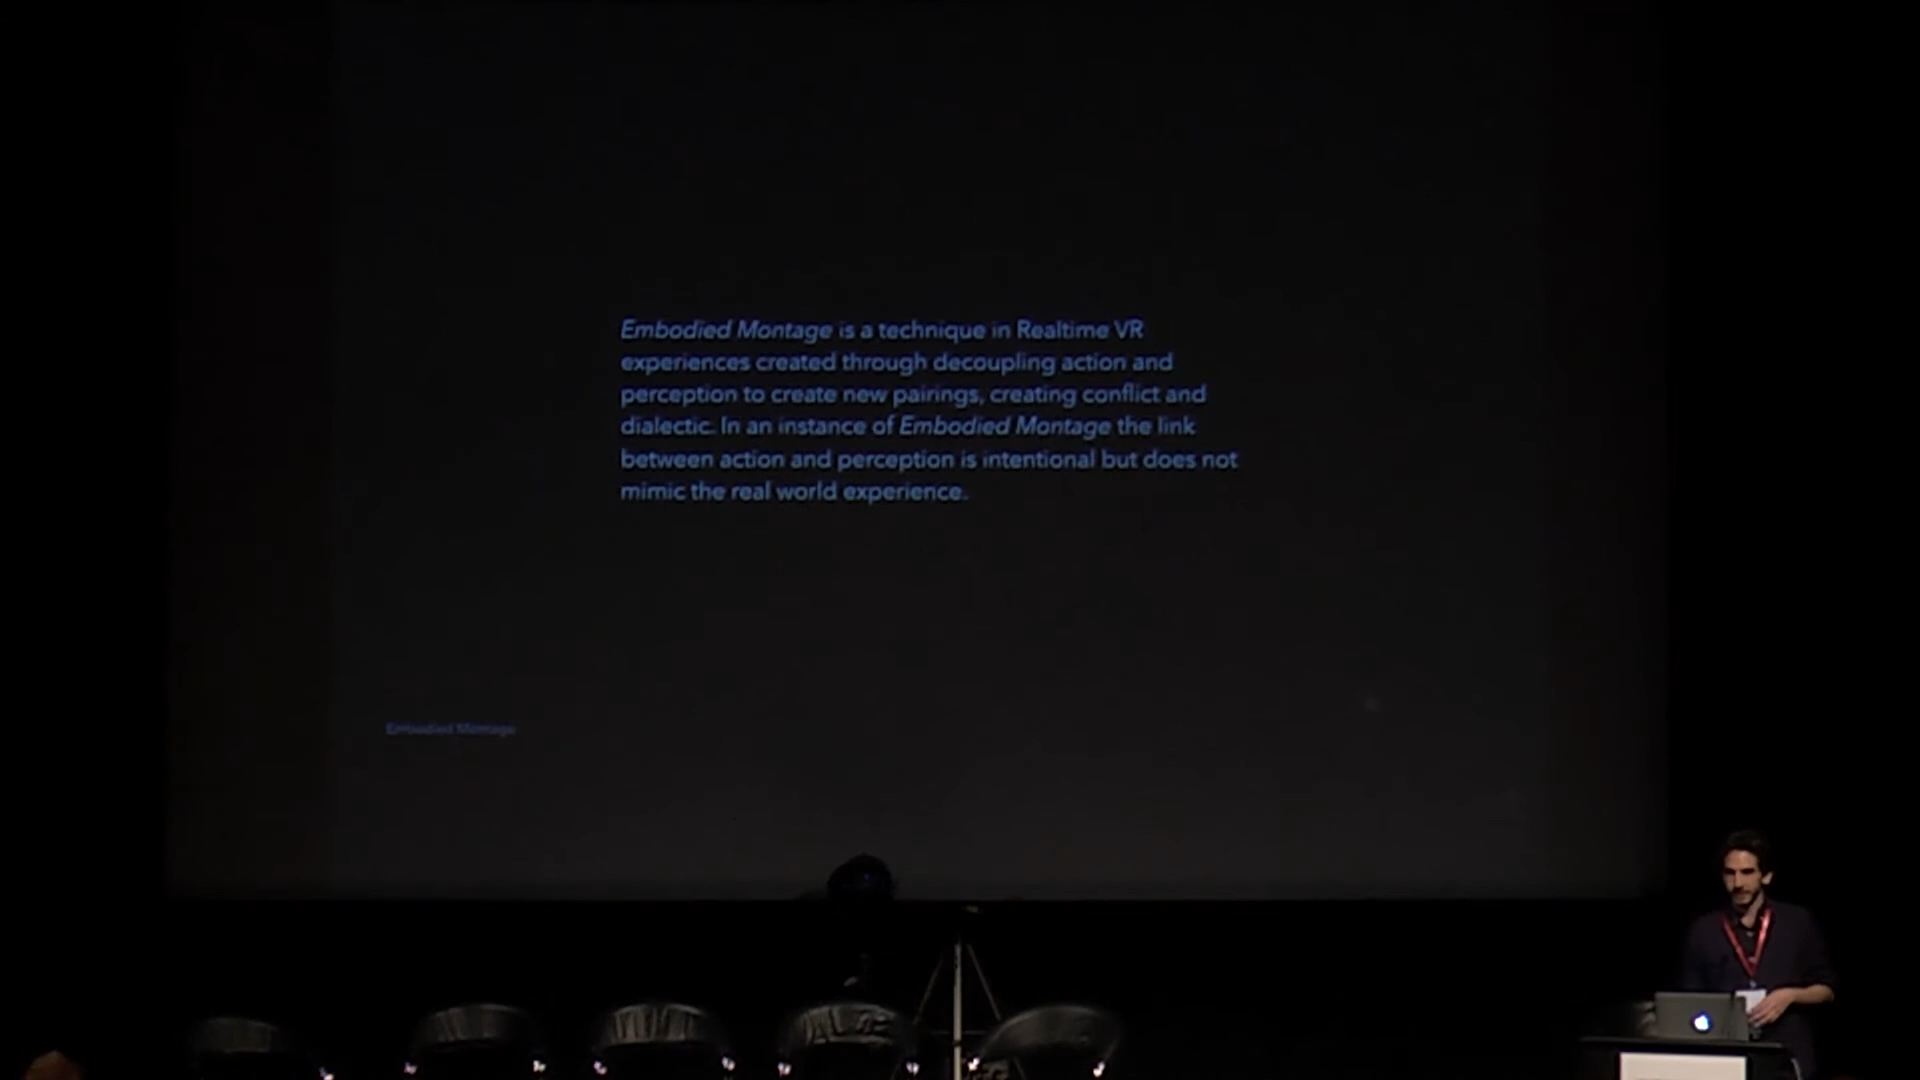 Embodied Montage is a technique in Realtime VR
experiences created through decoupling action and
perception to create new pairings, creating conflict and
dialectic. In an instance of Embodied Montage the link
between action and perception is intentional but does not
mimic the real world experience.
Embodied Montage